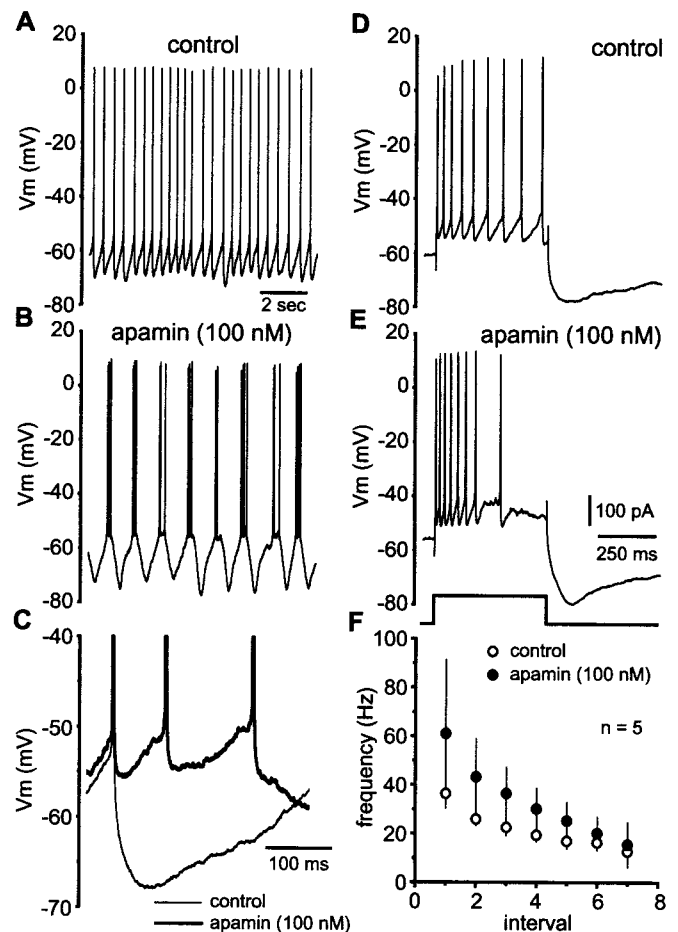 A
control
20
0
-20
-40
-60
-80
Vm (mV)
2 sec
B
apamin (100 nM)
20
0
-20
-40
-60
-80
Vm (mV)
C
-40
-50
-60
-70
Vm (mV)
100 ms
control
apamin (100 nM)
D
control
20
0
-20
-40
-60
-80
Vm (mV)
E
apamin (100 nM)
20
0
-20
-40
-60
-80
Vm (mV)
100 pA
250 ms
F
100
80
60
40
20
0
frequency (Hz)
control
apamin (100 nM)
n = 5
0 2 4 6 8
interval